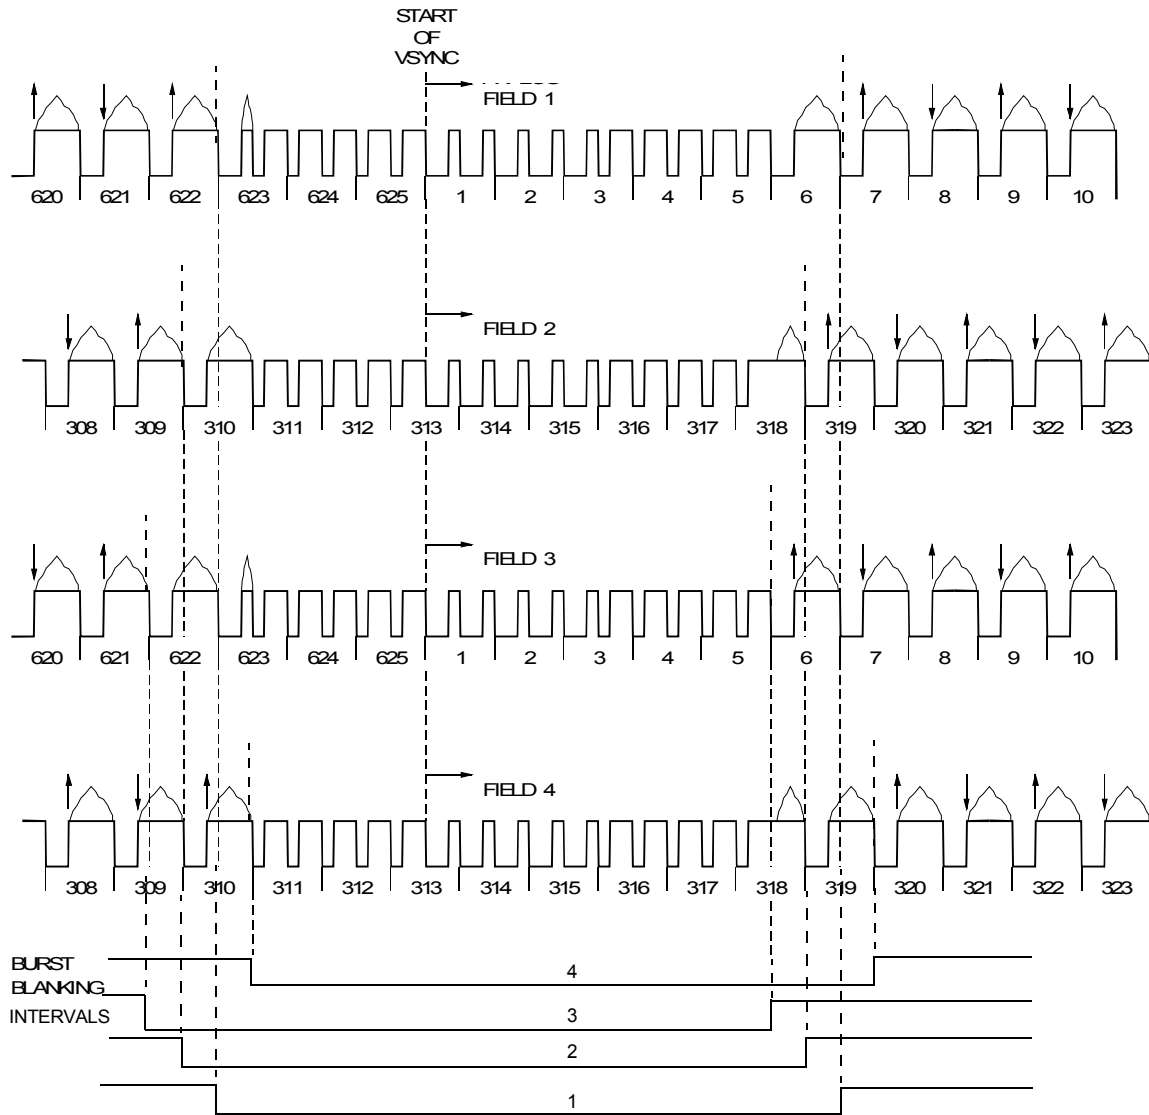 START
OF
VSYNC
FIELD 1
620 621 622 623 624 625 1 2 3 4 5 6 7 8 9 10
FIELD 2
308 309 310 311 312 313 314 315 316 317 318 319 320 321 322 323
FIELD 3
620 621 622 623 624 625 1 2 3 4 5 6 7 8 9 10
FIELD 4
308 309 310 311 312 313 314 315 316 317 318 319 320 321 322 323
BURST
BLANKING
INTERVALS
4
3
2
1